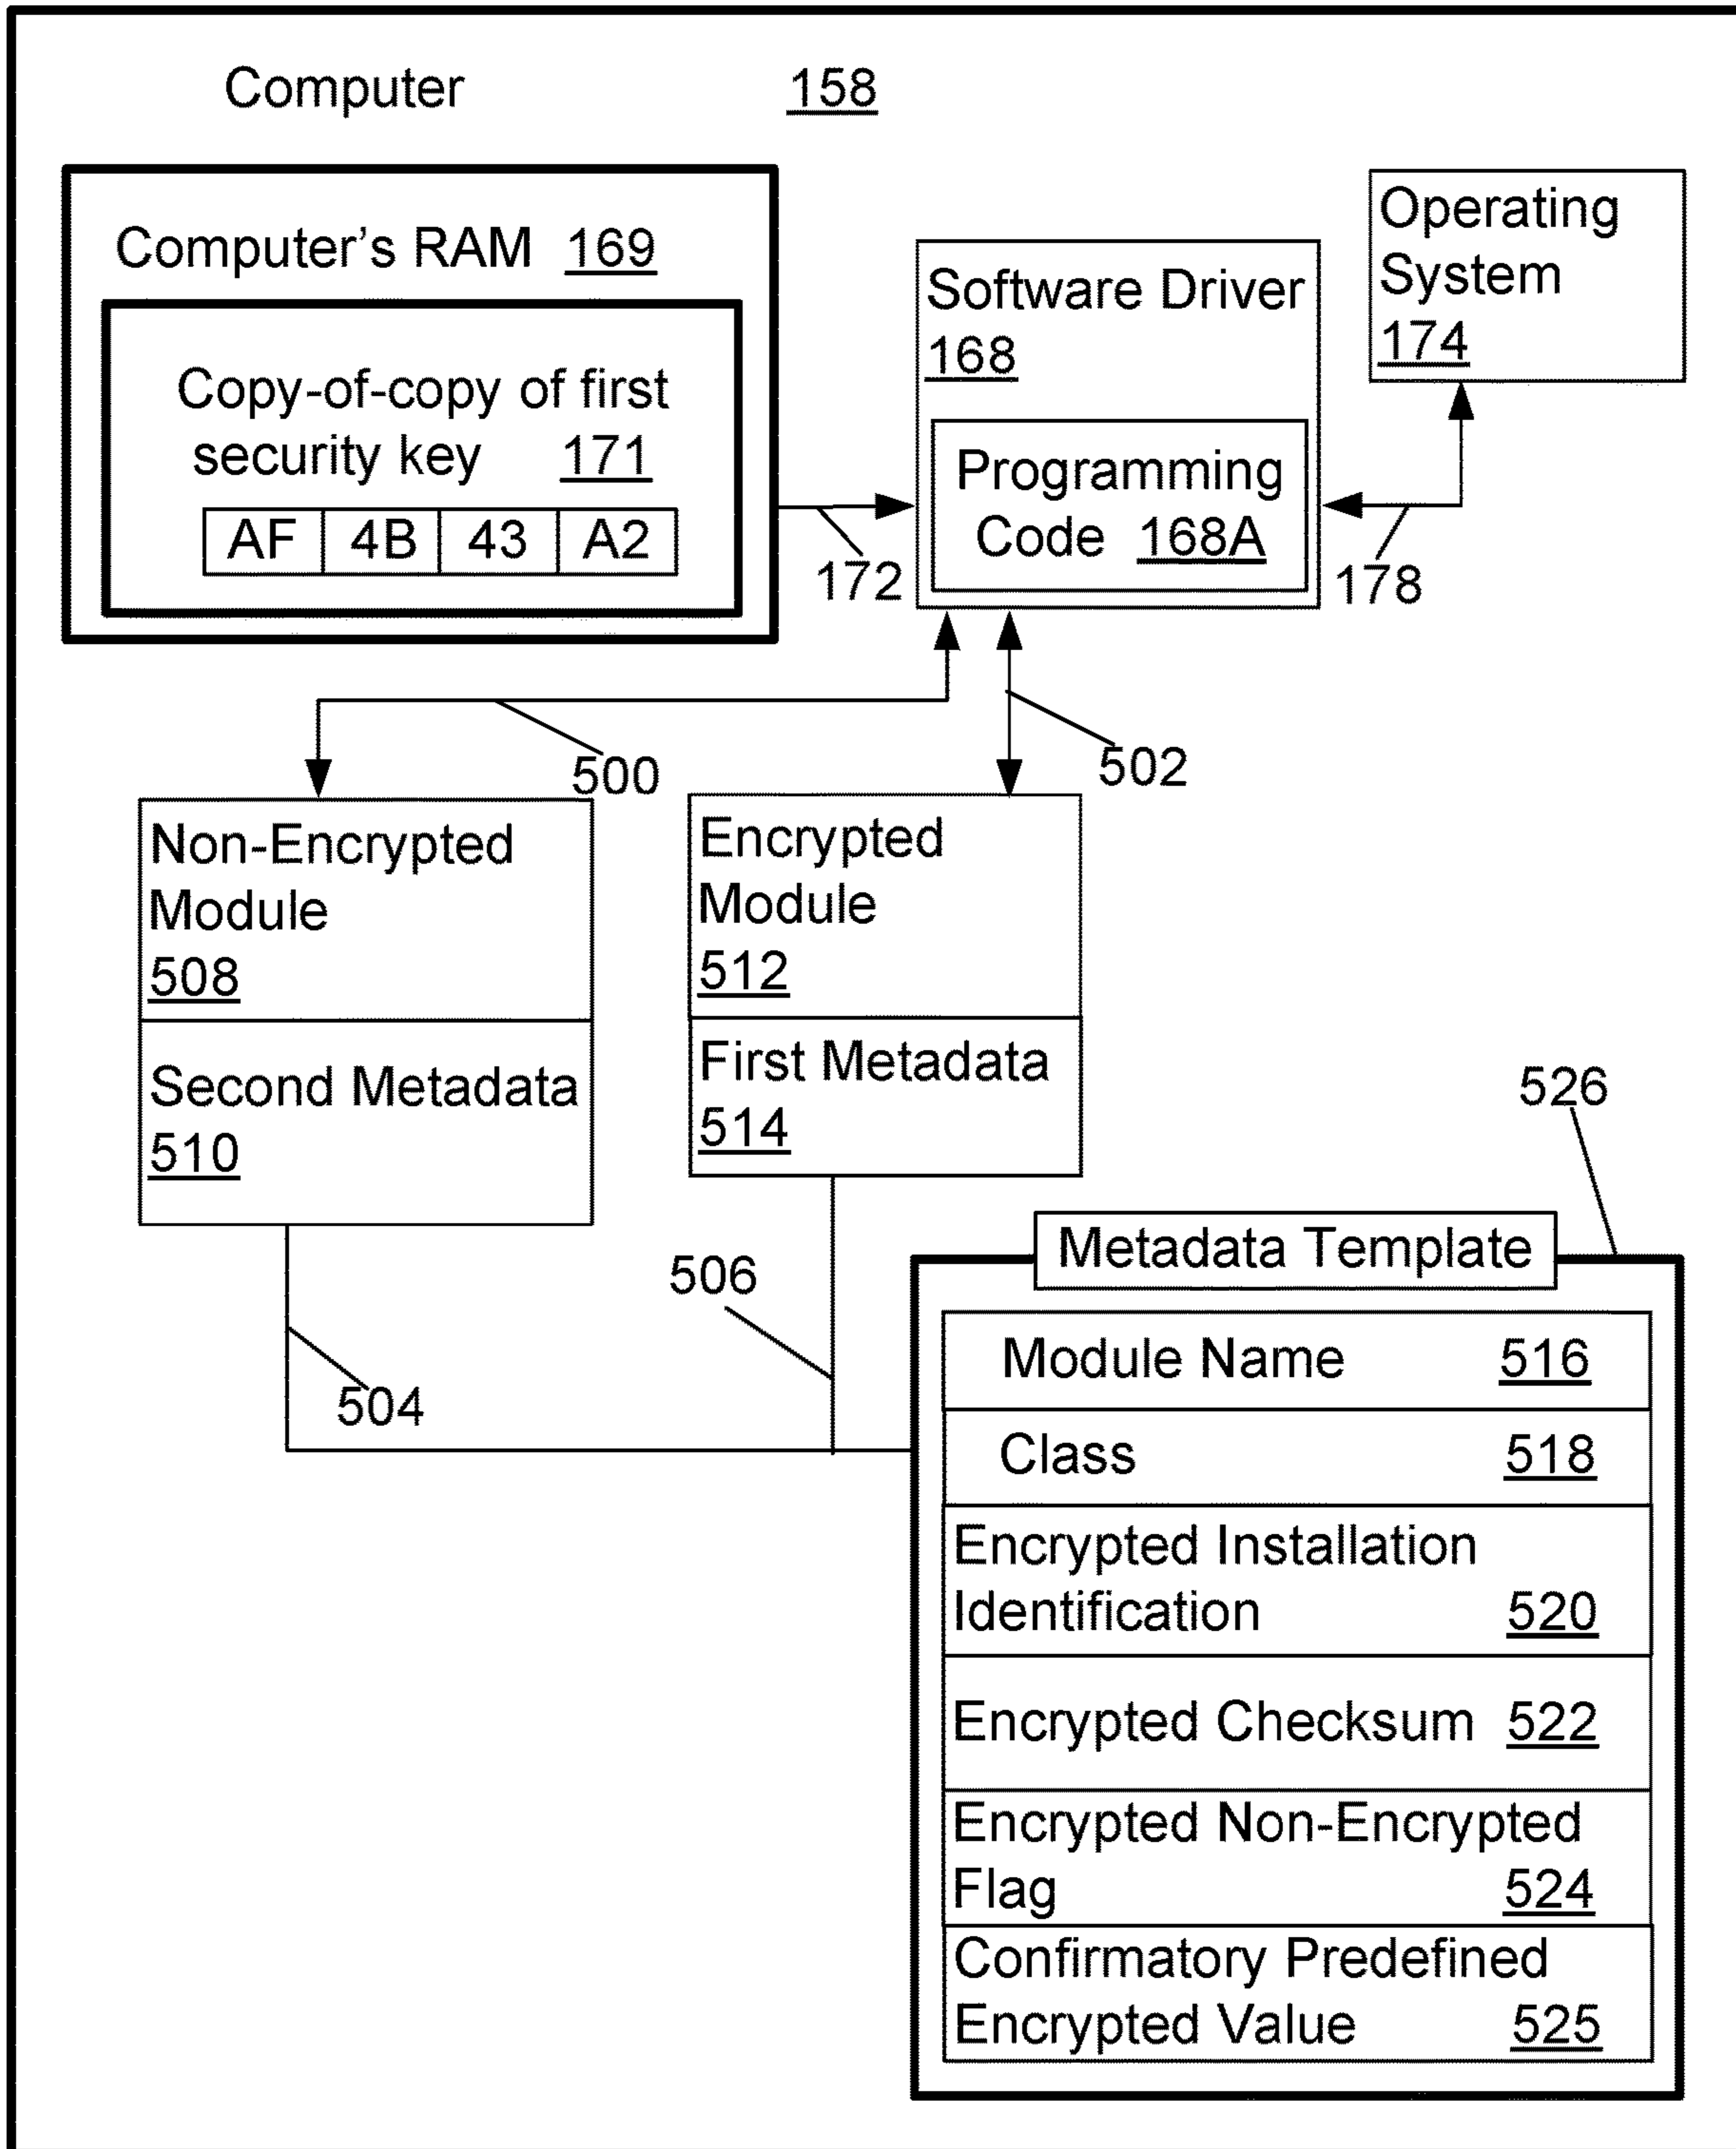 Computer 158
Computer's RAM 169
Copy-of-copy of first
security key 171
AF 4B 43 A2
172
Software Driver
168
Programming
Code 168A
Operating
System
174
178
500
502
Non-Encrypted
Module
508
Second Metadata
510
Encrypted
Module
512
First Metadata
514
504
506
526
Metadata Template
Module Name 516
Class 518
Encrypted Installation
Identification 520
Encrypted Checksum 522
Encrypted Non-Encrypted
Flag 524
Confirmatory Predefined
Encrypted Value 525